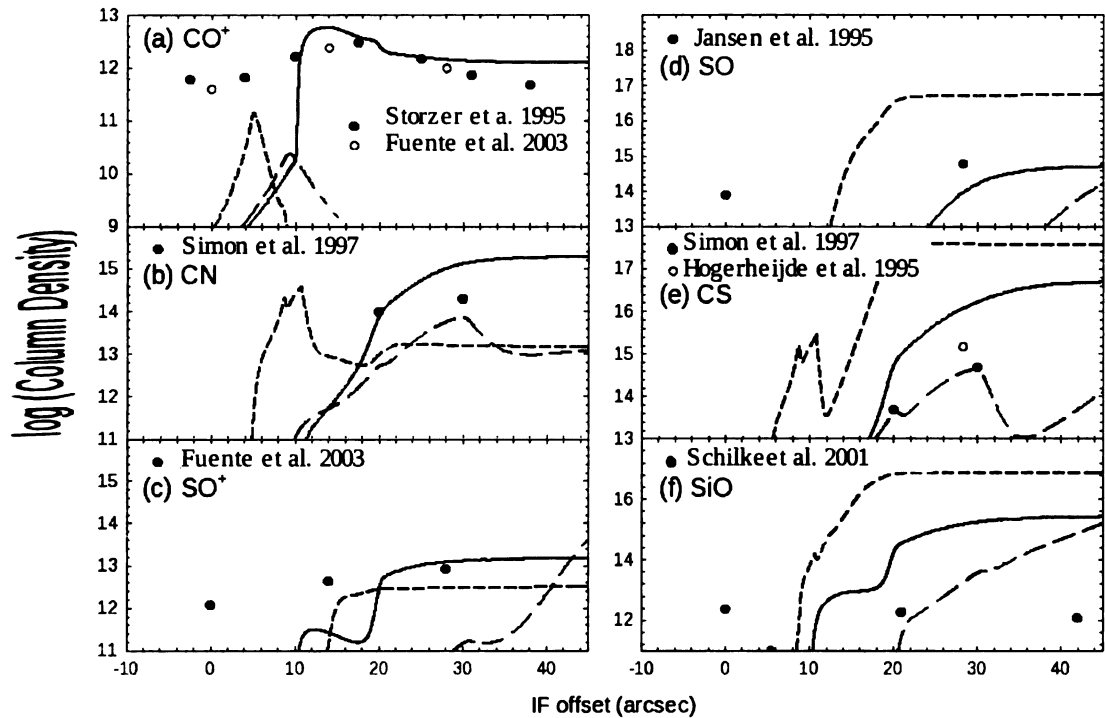 13
12
11
10
9
(a) CO⁺
Storzer et a. 1995
Fuente et al. 2003
18
17
16
15
14
13
Jansen et al. 1995
(d) SO
15
14
13
12
11
Simon et al. 1997
(b) CN
17
16
15
14
13
Simon et al. 1997
Hogerheijde et al. 1995
(e) CS
15
14
13
12
11
Fuente et al. 2003
(c) SO⁺
16
14
12
Schilkeet al. 2001
(f) SiO
log (Column Density)
-10 0 10 20 30 40
-10 0 10 20 30 40
IF offset (arcsec)